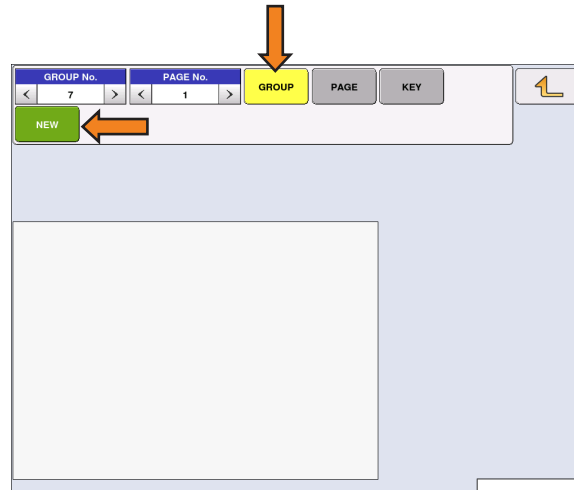 GROUP No. PAGE No.
< 7 > < 1 > GROUP PAGE KEY
NEW